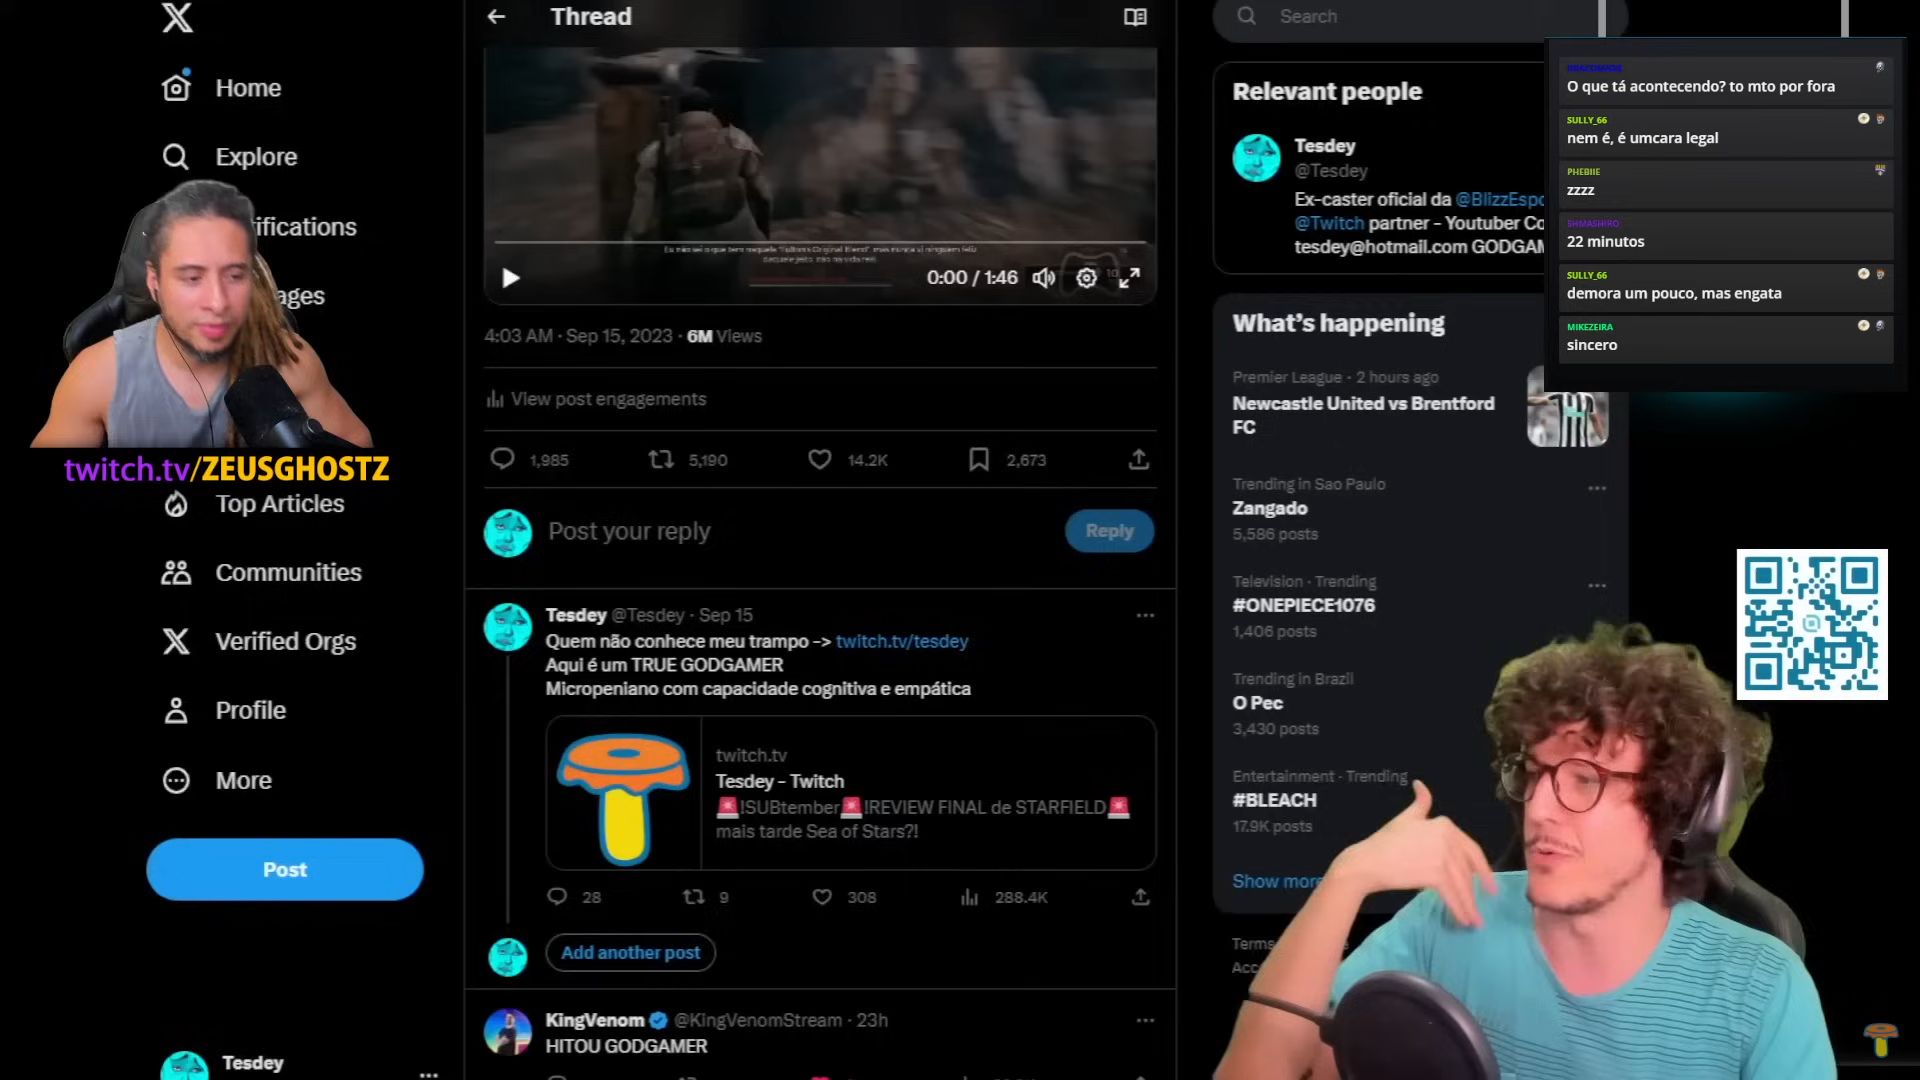 Home
Explore
ifications
ages
twitch.tv/ZEUSGHOSTZ
Top Articles
Communities
Verified Orgs
Profile
More
Post
Tesdey
Thread
0:00 / 1:46
4:03 AM · Sep 15, 2023 · 6M Views
View post engagements
1,985
5,190
14.2K
2,673
Post your reply
Reply
Tesdey @Tesdey · Sep 15
Quem não conhece meu trampo -> twitch.tv/tesdey
Aqui é um TRUE GODGAMER
Micropeniano com capacidade cognitiva e empática
twitch.tv
Tesdey - Twitch
🚨!SUBtember🚨!REVIEW FINAL de STARFIELD🚨
mais tarde Sea of Stars?!
28
9
308
288.4K
Add another post
KingVenom @KingVenomStream · 23h
HITOU GODGAMER
Search
Relevant people
Tesdey
@Tesdey
Ex-caster oficial da @BlizzEspo
@Twitch partner - Youtuber Co
tesdey@hotmail.com GODGAM
What's happening
Premier League · 2 hours ago
Newcastle United vs Brentford
FC
Trending in Sao Paulo
Zangado
5,586 posts
Television · Trending
#ONEPIECE1076
1,406 posts
Trending in Brazil
O Pec
3,430 posts
Entertainment · Trending
#BLEACH
17.9K posts
Show more
Terms
Acc
O que tá acontecendo? to mto por fora
SULLY_66
nem é, é umcara legal
PHEBIIE
zzzz
SHMASHIRO
22 minutos
SULLY_66
demora um pouco, mas engata
MIKEZEIRA
sincero